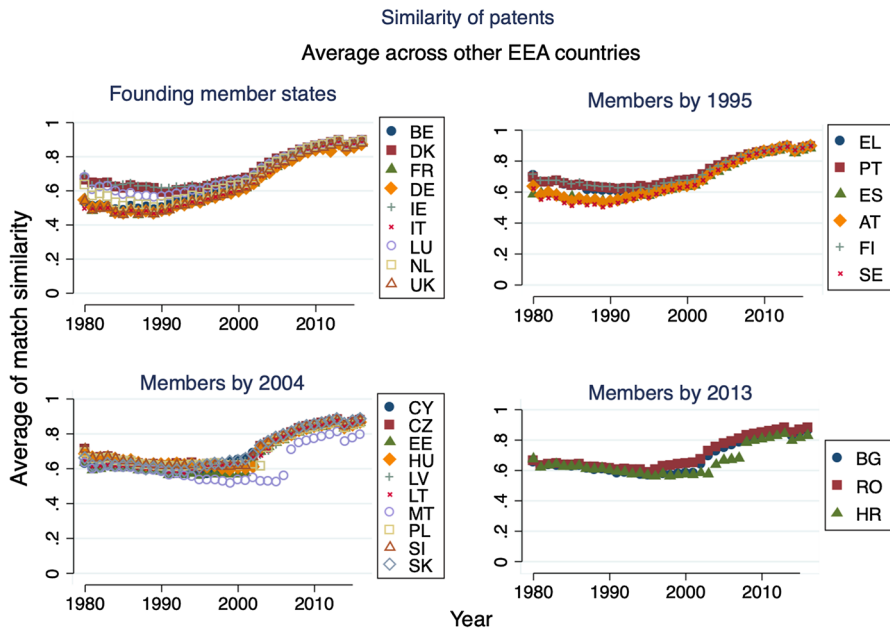 Similarity of patents
Average across other EEA countries
Average of match similarity
Founding member states
1
.8
.6
.4
.2
0
1980 1990 2000 2010
BE
DK
FR
DE
IE
IT
LU
NL
UK
Members by 1995
1
.8
.6
.4
.2
0
1980 1990 2000 2010
EL
PT
ES
AT
FI
SE
Members by 2004
1
.8
.6
.4
.2
0
1980 1990 2000 2010
CY
CZ
EE
HU
LV
LT
MT
PL
SI
SK
Members by 2013
1
.8
.6
.4
.2
0
1980 1990 2000 2010
BG
RO
HR
Year